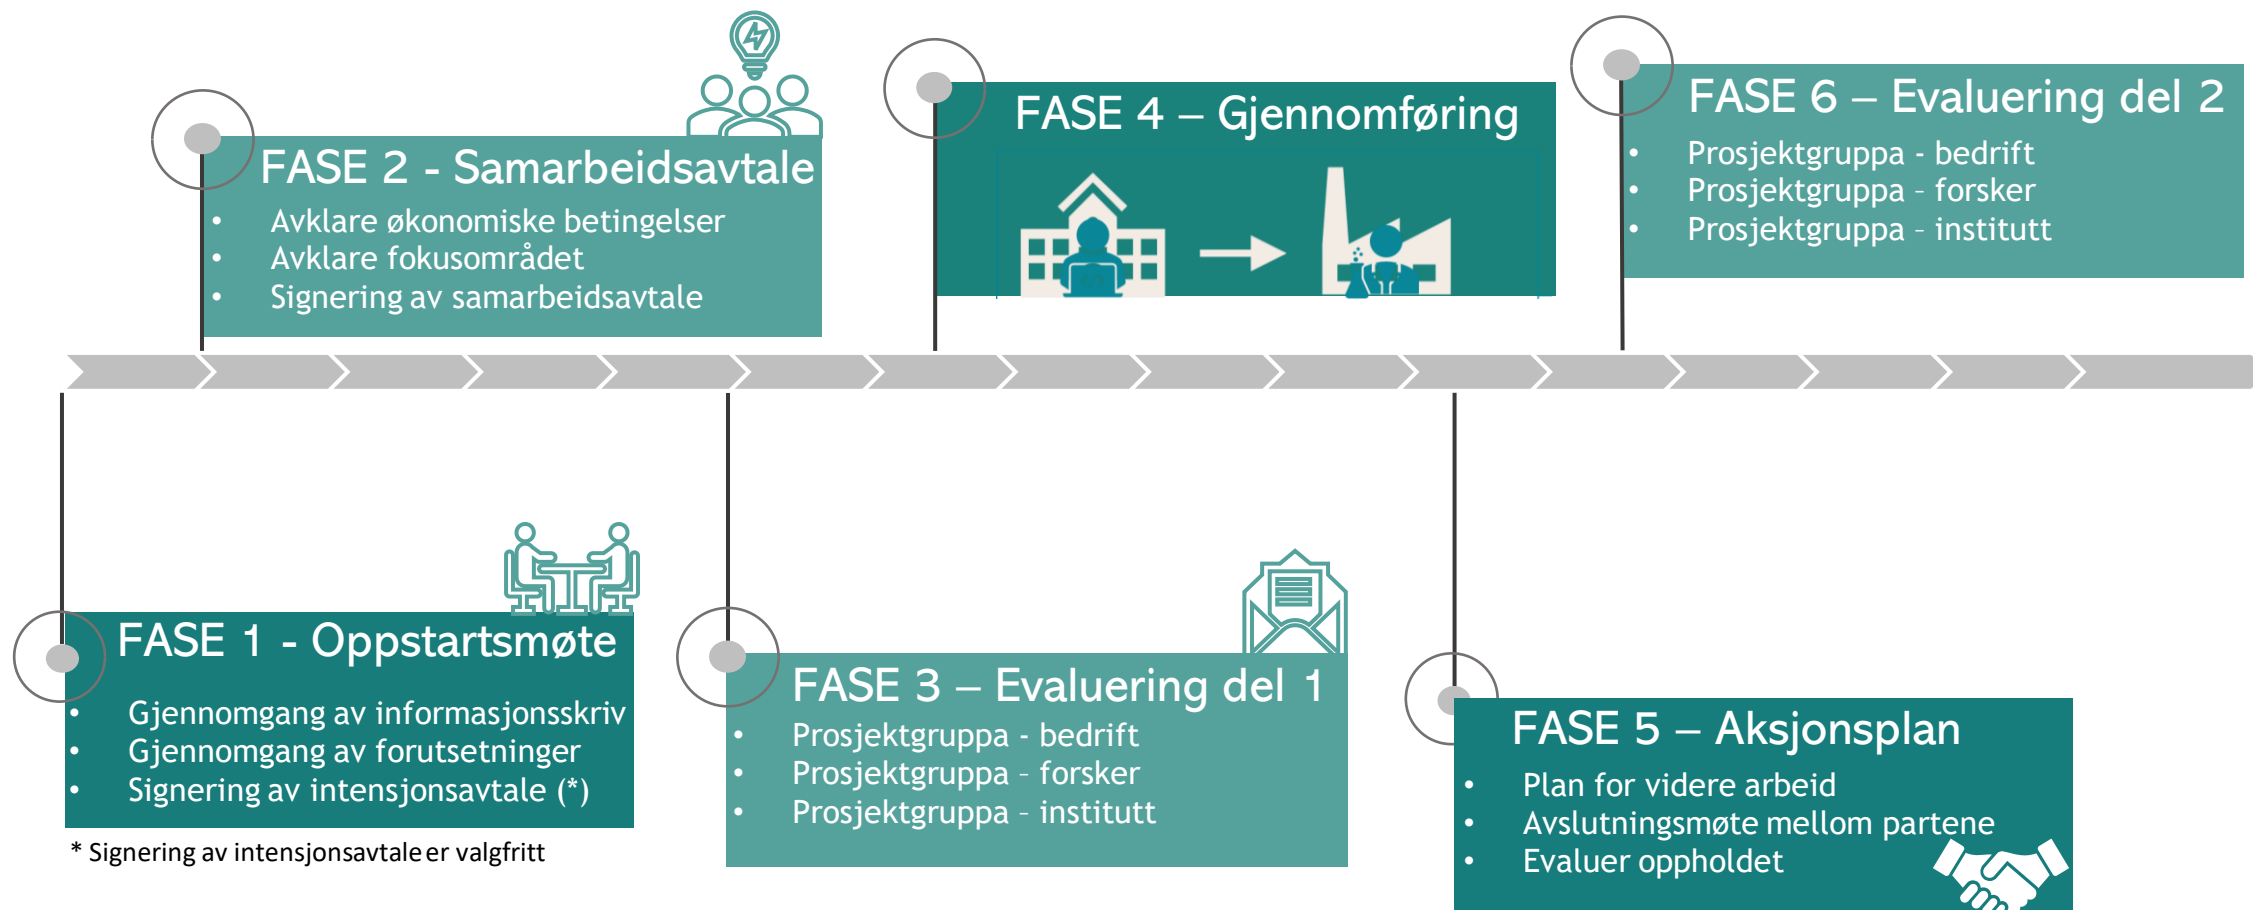 FASE 1 - Oppstartsmøte
• Gjennomgang av informasjonsskriv
• Gjennomgang av forutsetninger
• Signering av intensjonsavtale (*)
* Signering av intensjonsavtale er valgfritt
FASE 2 - Samarbeidsavtale
• Avklare økonomiske betingelser
• Avklare fokusområdet
• Signering av samarbeidsavtale
FASE 3 – Evaluering del 1
• Prosjektgruppa - bedrift
• Prosjektgruppa – forsker
• Prosjektgruppa – institutt
FASE 4 – Gjennomføring
FASE 5 – Aksjonsplan
• Plan for videre arbeid
• Avslutningsmøte mellom partene
• Evaluer oppholdet
FASE 6 – Evaluering del 2
• Prosjektgruppa - bedrift
• Prosjektgruppa – forsker
• Prosjektgruppa – institutt